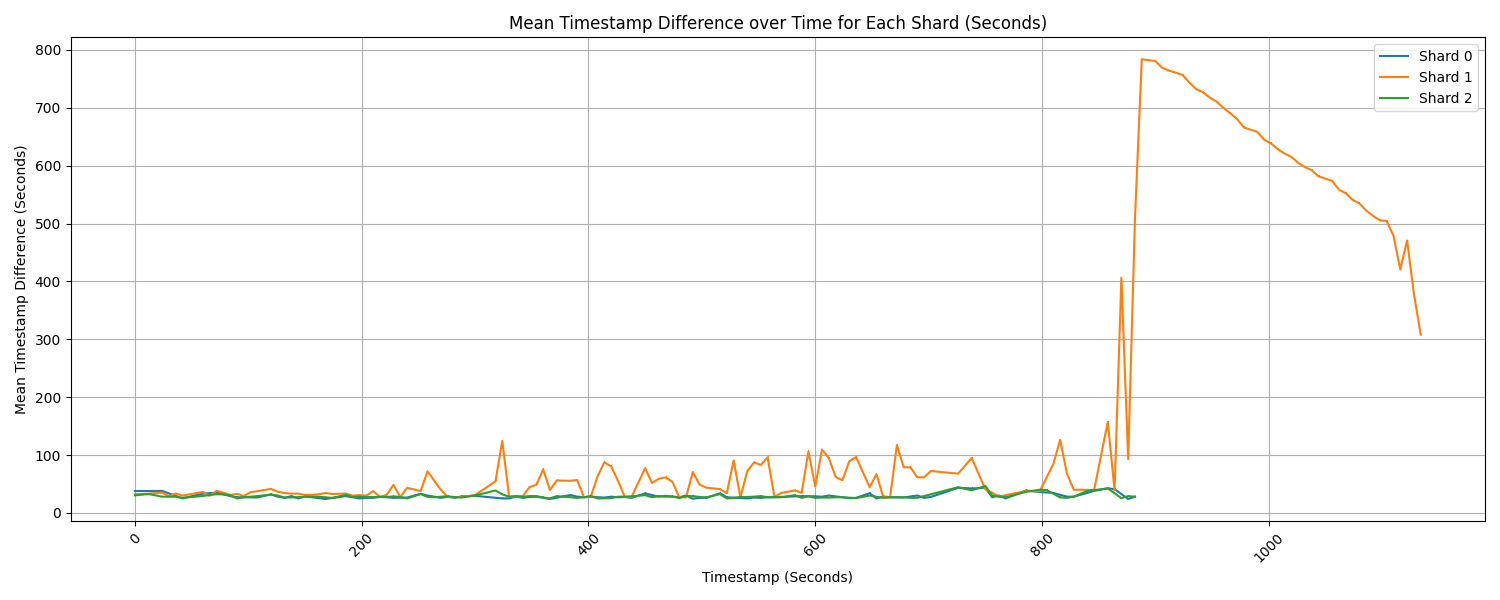 Mean Timestamp Difference over Time for Each Shard (Seconds)
Shard 0
Shard 1
Shard 2
Mean Timestamp Difference (Seconds)
800
700
600
500
400
300
200
100
0
0
200
400
600
800
1000
Timestamp (Seconds)